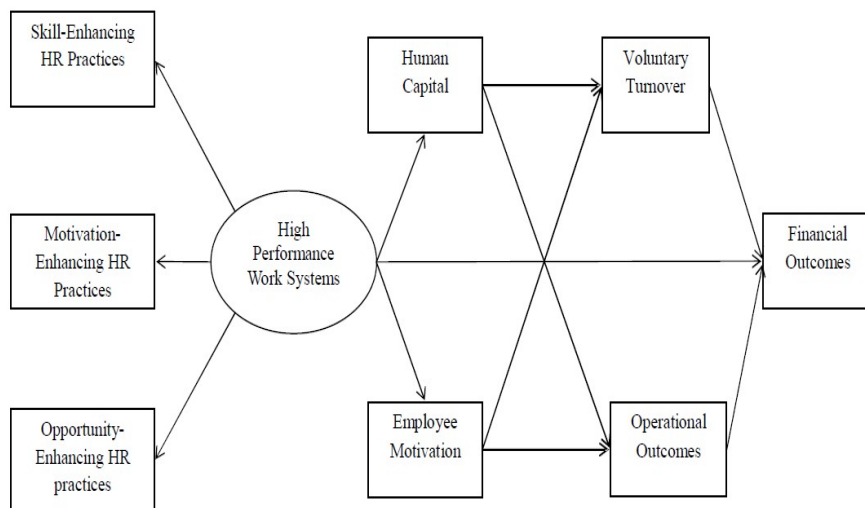 Skill-Enhancing
HR Practices
Human
Capital
Voluntary
Turnover
Motivation-
Enhancing HR
Practices
High
Performance
Work Systems
Financial
Outcomes
Opportunity-
Enhancing HR
practices
Employee
Motivation
Operational
Outcomes